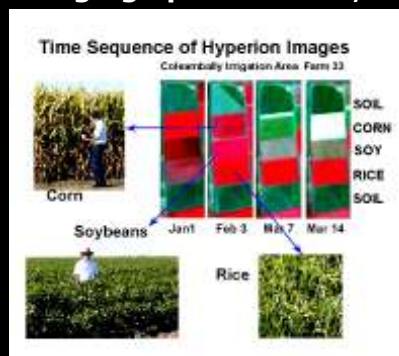 Time Sequence of Hyperion Images
Coleambally Irrigation Area Farm 33
SOIL
CORN
SOY
RICE
SOIL
Corn
Soybeans
Jan1 Feb 3 Mar 7 Mar 14
Rice